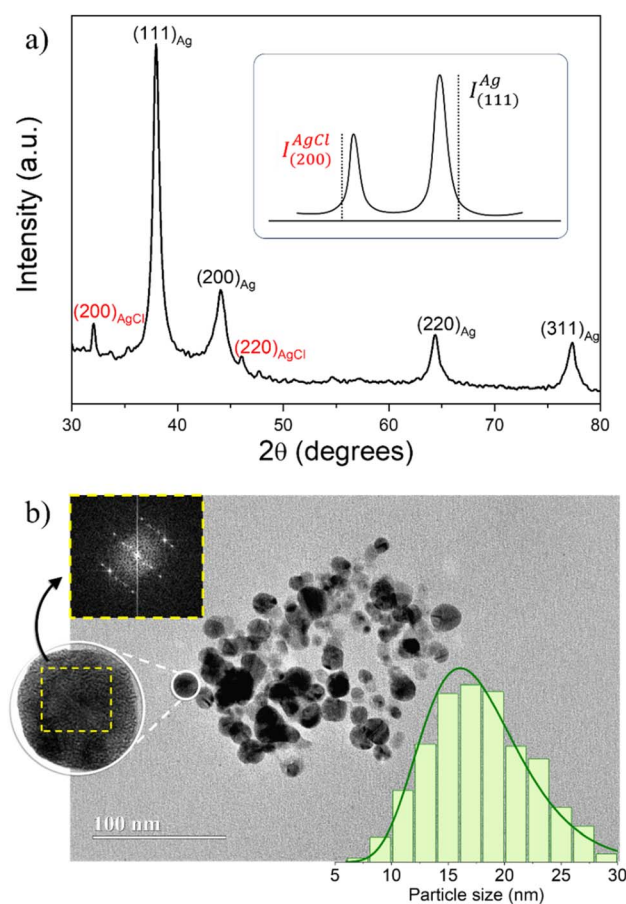 a)
(111)Ag
I(111)^Ag
I(200)^AgCl
(200)AgCl
(200)Ag
(220)AgCl
(220)Ag
(311)Ag
Intensity (a.u.)
30 40 50 60 70 80
2θ (degrees)
b)
100 nm
5 10 15 20 25 30
Particle size (nm)